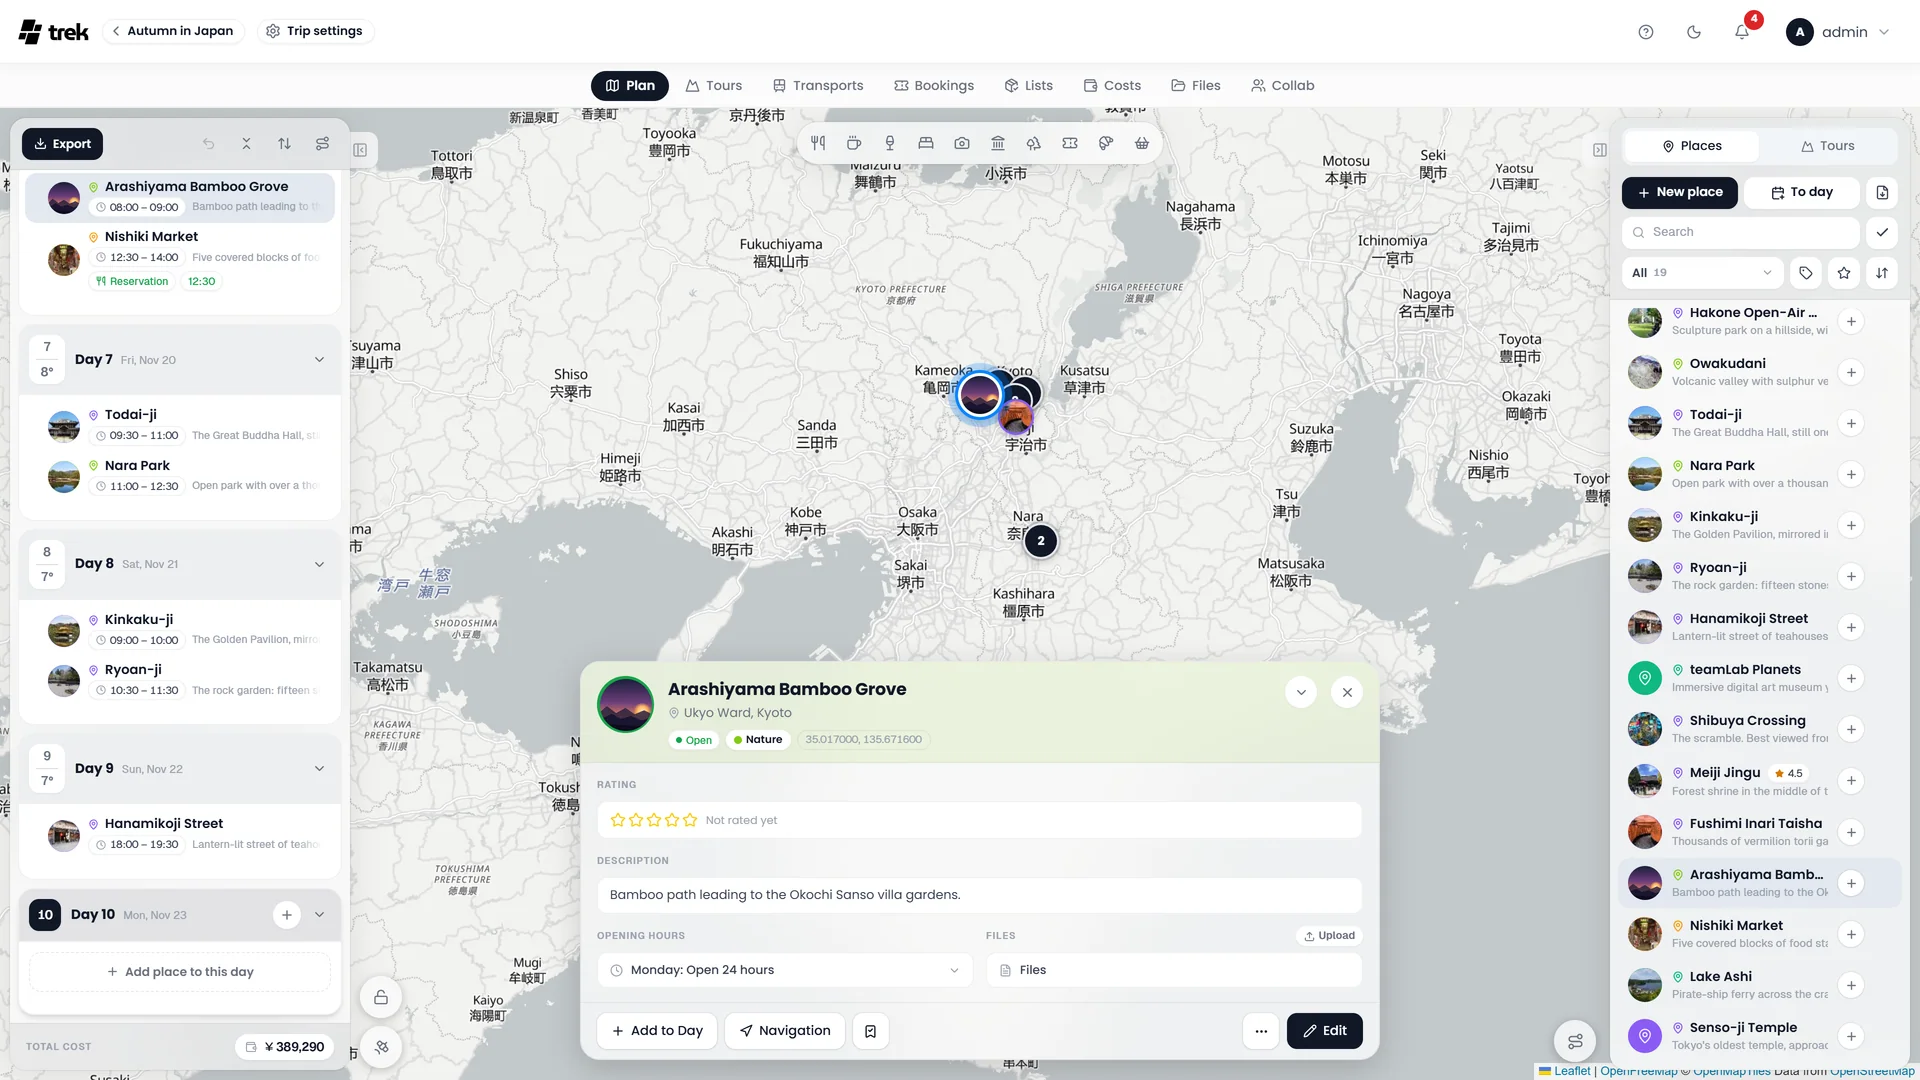 trek
Autumn in Japan
Trip settings
4
A
admin
Plan
Tours
Transports
Bookings
Lists
Costs
Files
Collab
Export
Arashiyama Bamboo Grove
08:00 – 09:00
Bamboo path leading to
Nishiki Market
12:30 – 14:00
Five covered blocks of foo
Reservation
12:30
7
8°
Day 7
Fri, Nov 20
Todai-ji
09:30 – 11:00
The Great Buddha Hall,
Nara Park
11:00 – 12:30
Open park with over a
8
7°
Day 8
Sat, Nov 21
Kinkaku-ji
09:00 – 10:00
The Golden Pavilion, mirro
Ryoan-ji
10:30 – 11:30
The rock garden: fifteen s
9
7°
Day 9
Sun, Nov 22
Hanamikoji Street
18:00 – 19:30
Lantern-lit street of
10
Day 10
Mon, Nov 23
Add place to this day
TOTAL COST
¥ 389,290
新温泉町
香美町
京丹後市
Toyooka
豊岡市
Tottori
鳥取市
Maizuru
舞鶴市
小浜市
Motosu
本巣市
Seki
関市
Yaotsu
八百津町
Nagahama
長浜市
Fukuchiyama
福知山市
Ichinomiya
一宮市
Tajimi
多治見市
KYOTO PREFECTURE
京都府
SHIGA PREFECTURE
滋賀県
Nagoya
名古屋市
Tsuyama
津山市
Toyota
豊田市
Shiso
宍粟市
Kameoka
亀岡市
Kusatsu
草津市
Kasai
加西市
Okazaki
岡崎市
Sanda
三田市
宇治市
Suzuka
鈴鹿市
Himeji
姫路市
Nishio
西尾市
Tsu
津市
Kobe
神戸市
Osaka
大阪市
Nara
2
Akashi
明石市
Sakai
堺市
Matsusaka
松阪市
Kashihara
橿原市
SHODOSHIMA
小豆島
Takamatsu
高松市
KAGAWA
PREFECTURE
香川県
TOKUSHIMA
PREFECTURE
徳島県
Mugi
牟岐町
Kaiyo
海陽町
串本町
Arashiyama Bamboo Grove
Ukyo Ward, Kyoto
Open
Nature
35.017000, 135.671600
RATING
Not rated yet
DESCRIPTION
Bamboo path leading to the Okochi Sanso villa gardens.
OPENING HOURS
FILES
Upload
Monday: Open 24 hours
Files
Add to Day
Navigation
Edit
Places
Tours
New place
To day
Search
All 19
Hakone Open-Air ...
Sculpture park on a hillside, wi
Owakudani
Volcanic valley with sulphur ve
Todai-ji
The Great Buddha Hall, still one
Nara Park
Open park with over a thousan
Kinkaku-ji
The Golden Pavilion, mirrored i
Ryoan-ji
The rock garden: fifteen stones
Hanamikoji Street
Lantern-lit street of teahouses
teamLab Planets
Immersive digital art museum
Shibuya Crossing
The scramble. Best viewed from
Meiji Jingu
4.5
Forest shrine in the middle of t
Fushimi Inari Taisha
Thousands of vermilion torii ga
Arashiyama Bamb...
Bamboo path leading to the Ok
Nishiki Market
Five covered blocks of food sta
Lake Ashi
Pirate-ship ferry across the cra
Senso-ji Temple
Tokyo's oldest temple, approac
Leaflet | OpenFreeMap © OpenMapTiles Data from OpenStreetMap